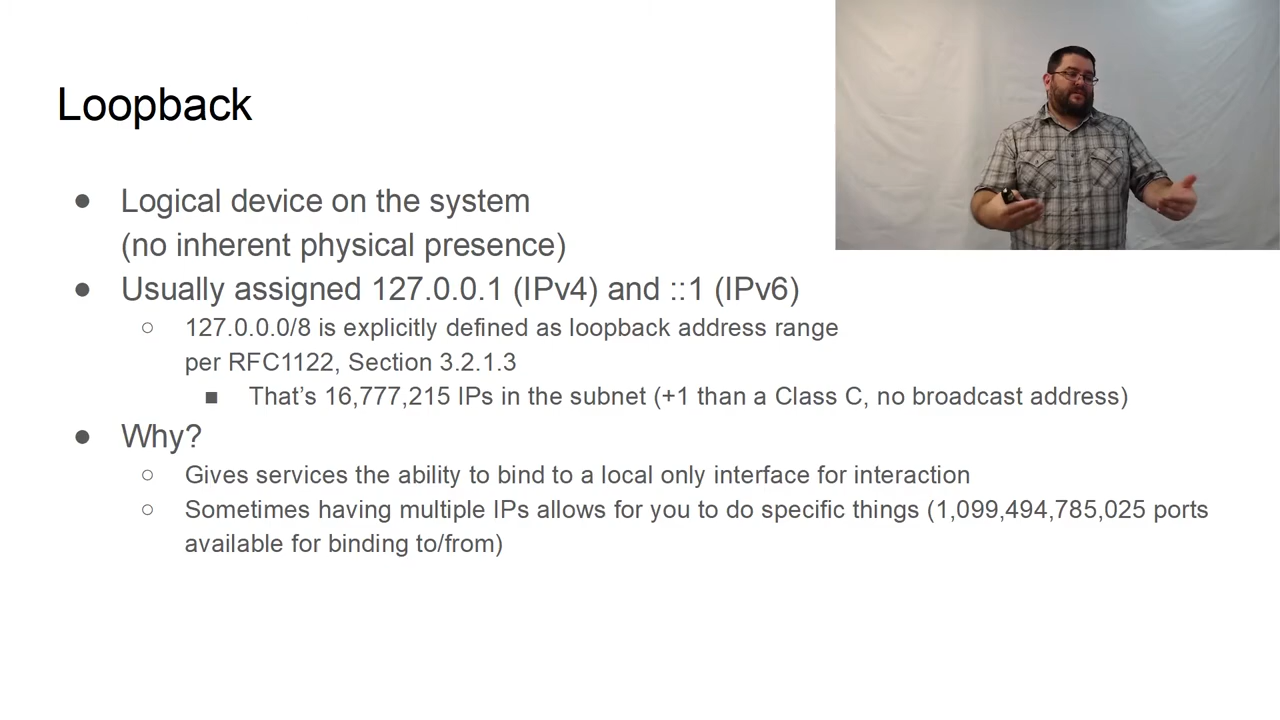 Loopback
● Logical device on the system
(no inherent physical presence)
● Usually assigned 127.0.0.1 (IPv4) and ::1 (IPv6)
○ 127.0.0.0/8 is explicitly defined as loopback address range
per RFC1122, Section 3.2.1.3
■ That’s 16,777,215 IPs in the subnet (+1 than a Class C, no broadcast address)
● Why?
○ Gives services the ability to bind to a local only interface for interaction
○ Sometimes having multiple IPs allows for you to do specific things (1,099,494,785,025 ports
available for binding to/from)